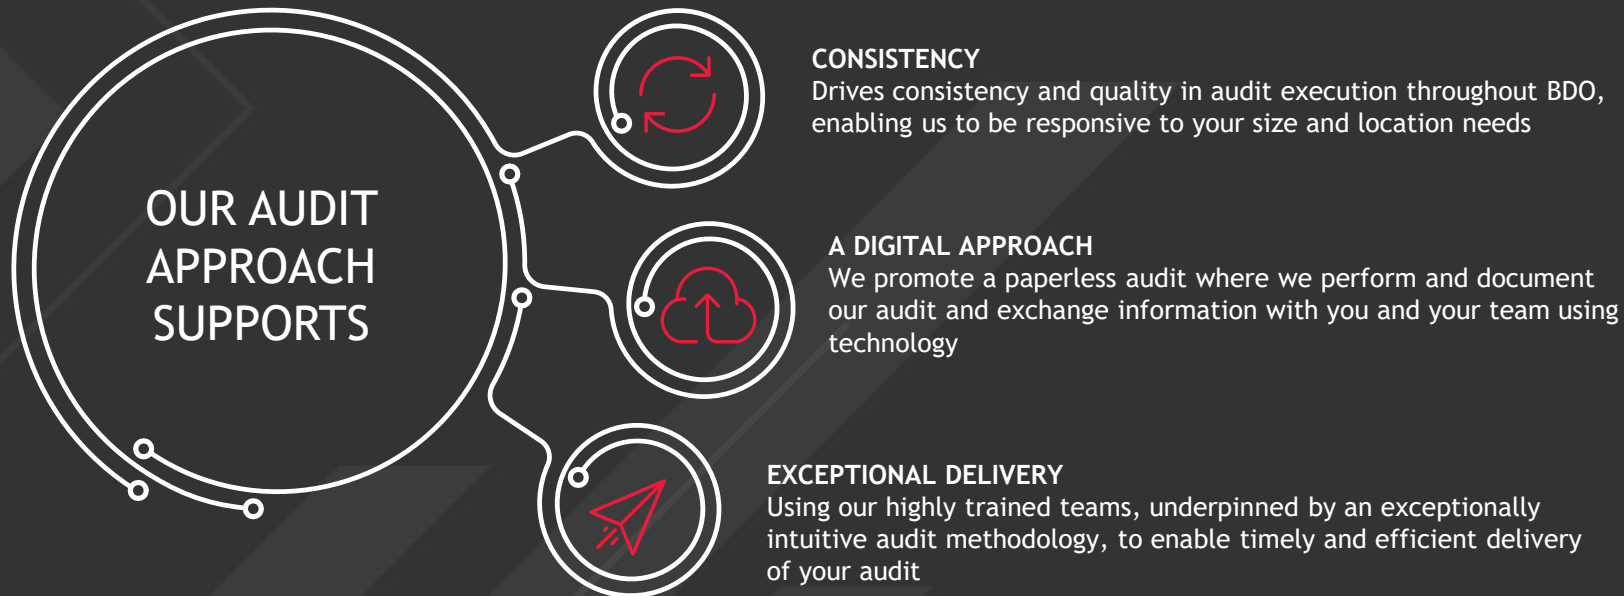 OUR AUDIT
APPROACH
SUPPORTS
CONSISTENCY
Drives consistency and quality in audit execution throughout BDO,
enabling us to be responsive to your size and location needs
A DIGITAL APPROACH
We promote a paperless audit where we perform and document
our audit and exchange information with you and your team using
technology
EXCEPTIONAL DELIVERY
Using our highly trained teams, underpinned by an exceptionally
intuitive audit methodology, to enable timely and efficient delivery
of your audit